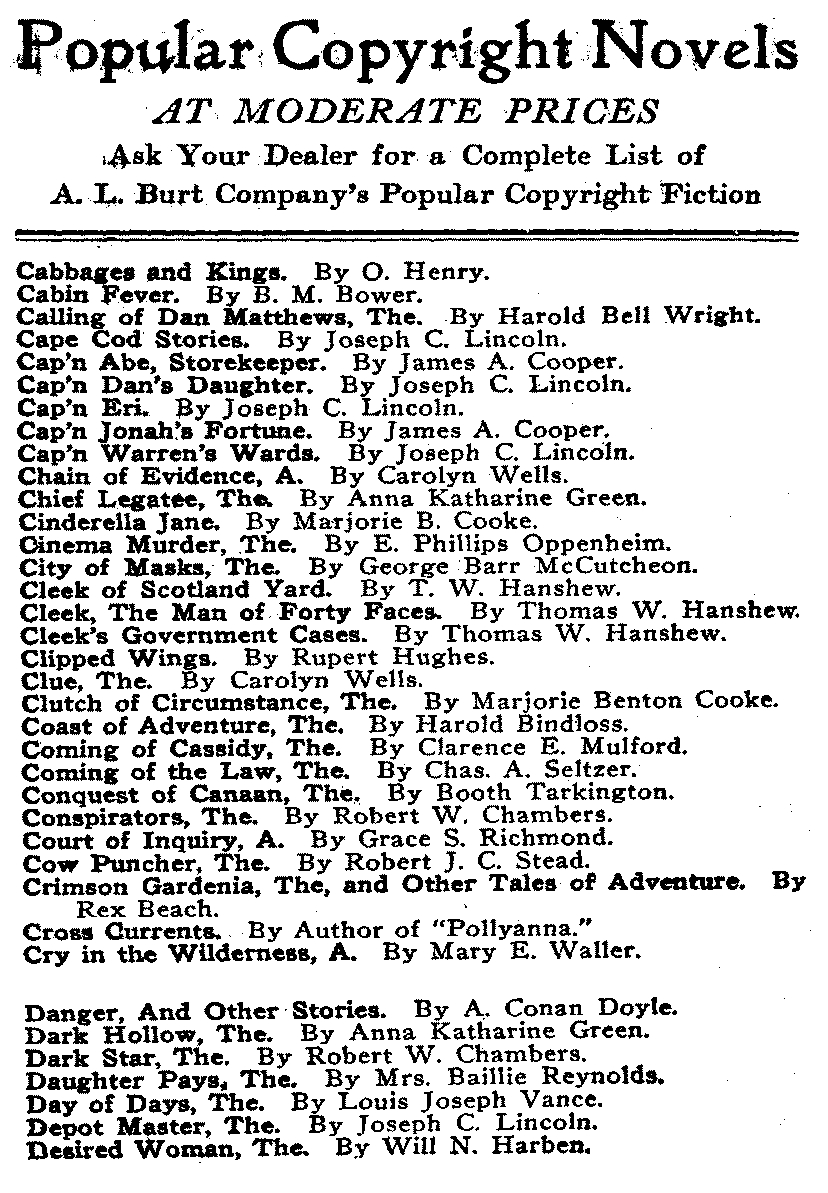 Popular Copyright Novels
AT MODERATE PRICES
Ask Your Dealer for a Complete List of
A. L. Burt Company's Popular Copyright Fiction
Cabbages and Kings. By O. Henry.
Cabin Fever. By B. M. Bower.
Calling of Dan Matthews, The. By Harold Bell Wright.
Cape Cod Stories. By Joseph C. Lincoln.
Cap'n Abe, Storekeeper. By James A. Cooper.
Cap'n Dan's Daughter. By Joseph C. Lincoln.
Cap'n Eri. By Joseph C. Lincoln.
Cap'n Jonah's Fortune. By James A. Cooper.
Cap'n Warren's Wards. By Joseph C. Lincoln.
Chain of Evidence, A. By Carolyn Wells.
Chief Legatee, The. By Anna Katharine Green.
Cinderella Jane. By Marjorie B. Cooke.
Cinema Murder, The. By E. Phillips Oppenheim.
City of Masks, The. By George Barr McCutcheon.
Cleek of Scotland Yard. By T. W. Hanshew.
Cleek, The Man of Forty Faces. By Thomas W. Hanshew.
Cleek's Government Cases. By Thomas W. Hanshew.
Clipped Wings. By Rupert Hughes.
Clue, The. By Carolyn Wells.
Clutch of Circumstance, The. By Marjorie Benton Cooke.
Coast of Adventure, The. By Harold Bindloss.
Coming of Cassidy, The. By Clarence E. Mulford.
Coming of the Law, The. By Chas. A. Seltzer.
Conquest of Canaan, The. By Booth Tarkington.
Conspirators, The. By Robert W. Chambers.
Court of Inquiry, A. By Grace S. Richmond.
Cow Puncher, The. By Robert J. C. Stead.
Crimson Gardenia, The, and Other Tales of Adventure. By
Rex Beach.
Cross Currents. By Author of "Pollyanna."
Cry in the Wilderness, A. By Mary E. Waller.
Danger, And Other Stories. By A. Conan Doyle.
Dark Hollow, The. By Anna Katharine Green.
Dark Star, The. By Robert W. Chambers.
Daughter Pays, The. By Mrs. Baillie Reynolds.
Day of Days, The. By Louis Joseph Vance.
Depot Master, The. By Joseph C. Lincoln.
Desired Woman, The. By Will N. Harben.